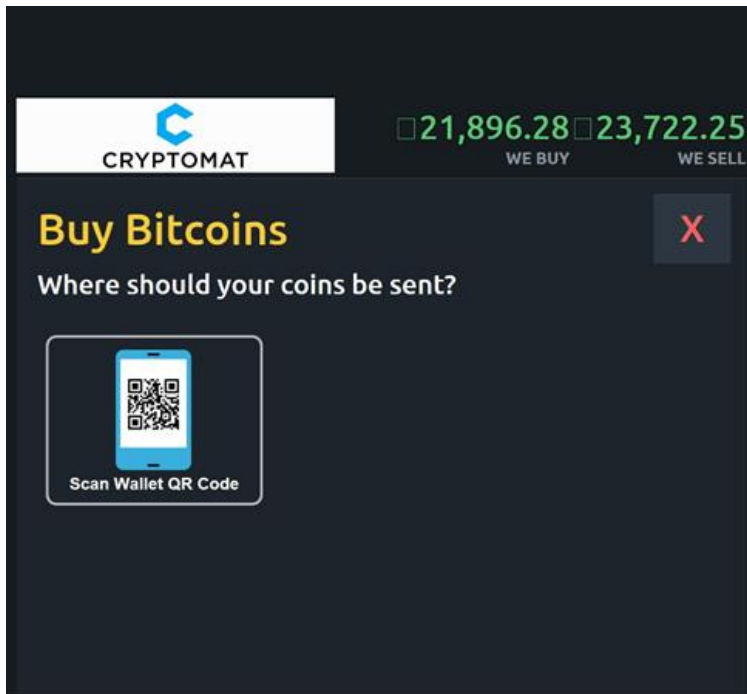 CRYPTOMAT
□21,896.28 □23,722.25
WE BUY WE SELL
Buy Bitcoins
X
Where should your coins be sent?
Scan Wallet QR Code